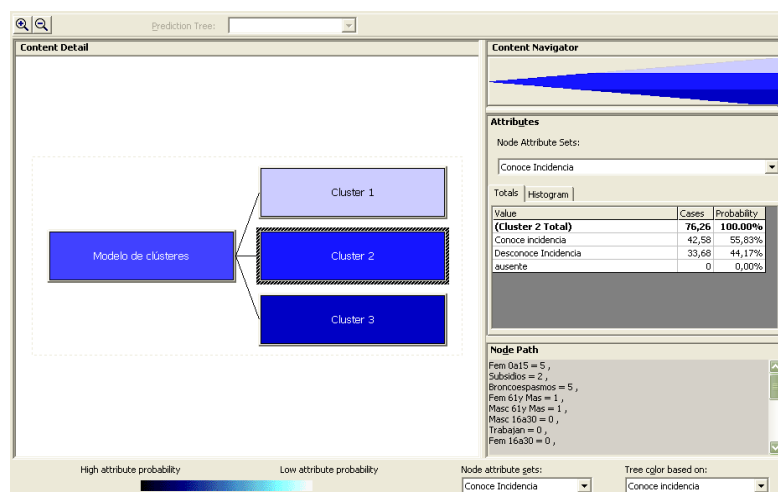 Prediction Tree:
Content Detail
Modelo de clústeres
Cluster 1
Cluster 2
Cluster 3
Content Navigator
Attributes
Node Attribute Sets:
Conoce Incidencia
Totals Histogram
Value Cases Probability
(Cluster 2 Total) 76,26 100.00%
Conoce incidencia 42,58 55,83%
Desconoce Incidencia 33,68 44,17%
ausente 0 0,00%
Node Path
Fem 0a15 = 5 ,
Subsidios = 2 ,
Broncoespasmos = 5 ,
Fem 61y Mas = 1 ,
Masc 61y Mas = 1 ,
Masc 16a30 = 0 ,
Trabajan = 0 ,
Fem 16a30 = 0 ,
High attribute probability Low attribute probability Node attribute sets: Tree color based on:
Conoce Incidencia Conoce incidencia